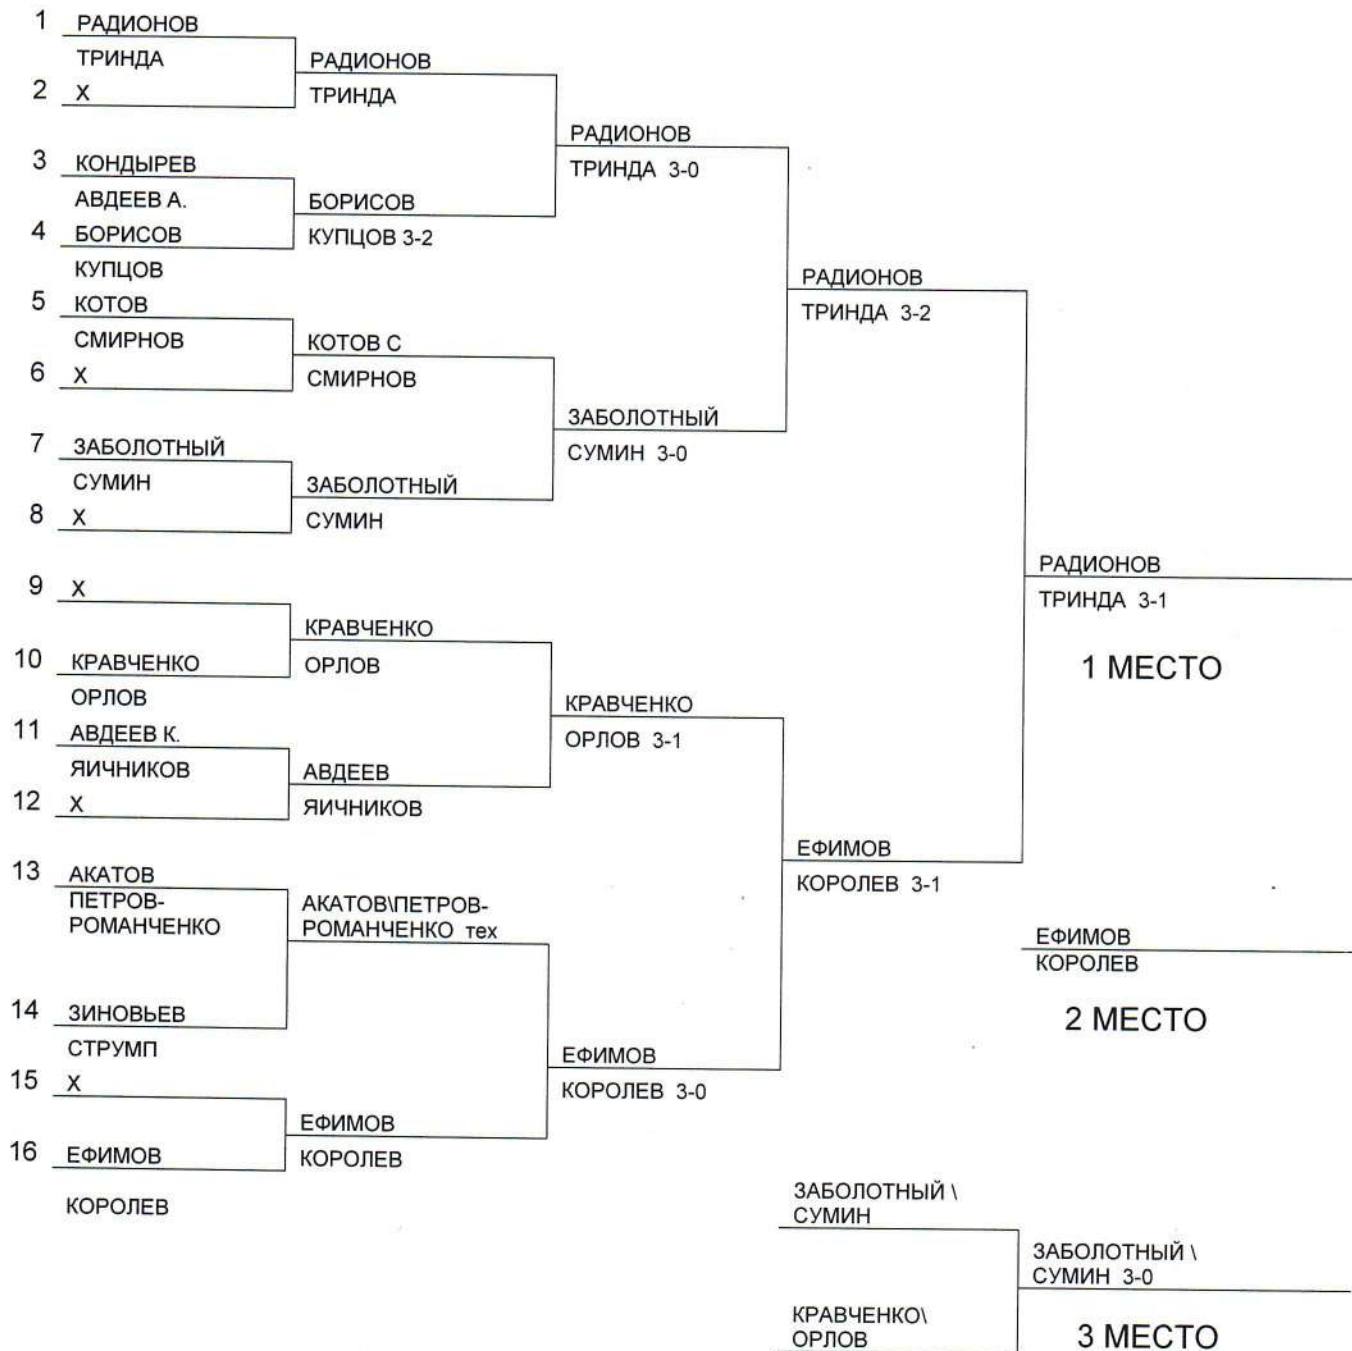 1 РАДИОНОВ
ТРИНДА
2 Х
3 КОНДЫРЕВ
АВДЕЕВ А.
4 БОРИСОВ
КУПЦОВ
5 КОТОВ
СМИРНОВ
6 Х
7 ЗАБОЛОТНЫЙ
СУМИН
8 Х
9 Х
10 КРАВЧЕНКО
ОРЛОВ
11 АВДЕЕВ К.
ЯИЧНИКОВ
12 Х
13 АКАТОВ
ПЕТРОВ-
РОМАНЧЕНКО
14 ЗИНОВЬЕВ
СТРУМП
15 Х
16 ЕФИМОВ
КОРОЛЕВ
РАДИОНОВ
ТРИНДА
БОРИСОВ
КУПЦОВ 3-2
КОТОВ С
СМИРНОВ
ЗАБОЛОТНЫЙ
СУМИН
КРАВЧЕНКО
ОРЛОВ
АВДЕЕВ
ЯИЧНИКОВ
АКАТОВ\ПЕТРОВ-
РОМАНЧЕНКО тех
ЕФИМОВ
КОРОЛЕВ
РАДИОНОВ
ТРИНДА 3-0
ЗАБОЛОТНЫЙ
СУМИН 3-0
КРАВЧЕНКО
ОРЛОВ 3-1
ЕФИМОВ
КОРОЛЕВ 3-0
РАДИОНОВ
ТРИНДА 3-2
ЕФИМОВ
КОРОЛЕВ 3-1
РАДИОНОВ
ТРИНДА 3-1
1 МЕСТО
ЕФИМОВ
КОРОЛЕВ
2 МЕСТО
ЗАБОЛОТНЫЙ \
СУМИН
КРАВЧЕНКО\
ОРЛОВ
ЗАБОЛОТНЫЙ \
СУМИН 3-0
3 МЕСТО